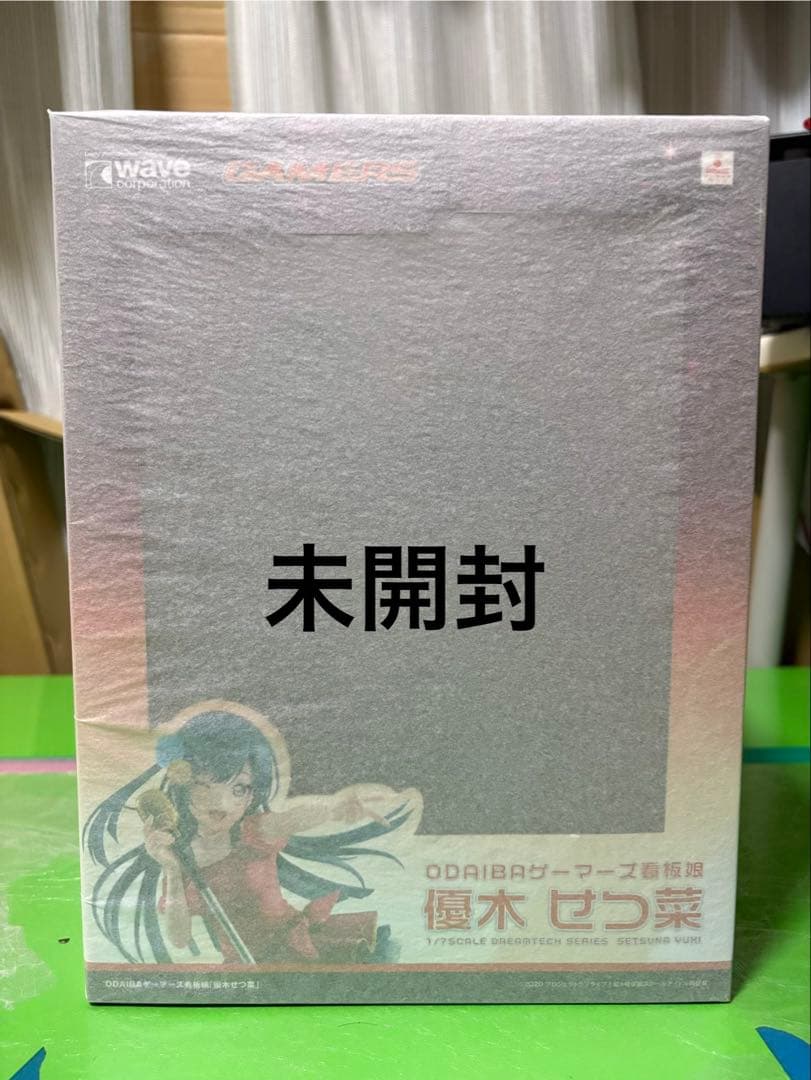 wave
corporation
GAMERS
未開封
ODAIBAゲーマーズ看板娘
優木 せつ菜
1/7SCALE DREAMTECH SERIES SETSUNA YUKI
ODAIBAゲーマーズ看板娘「優木せつ菜」